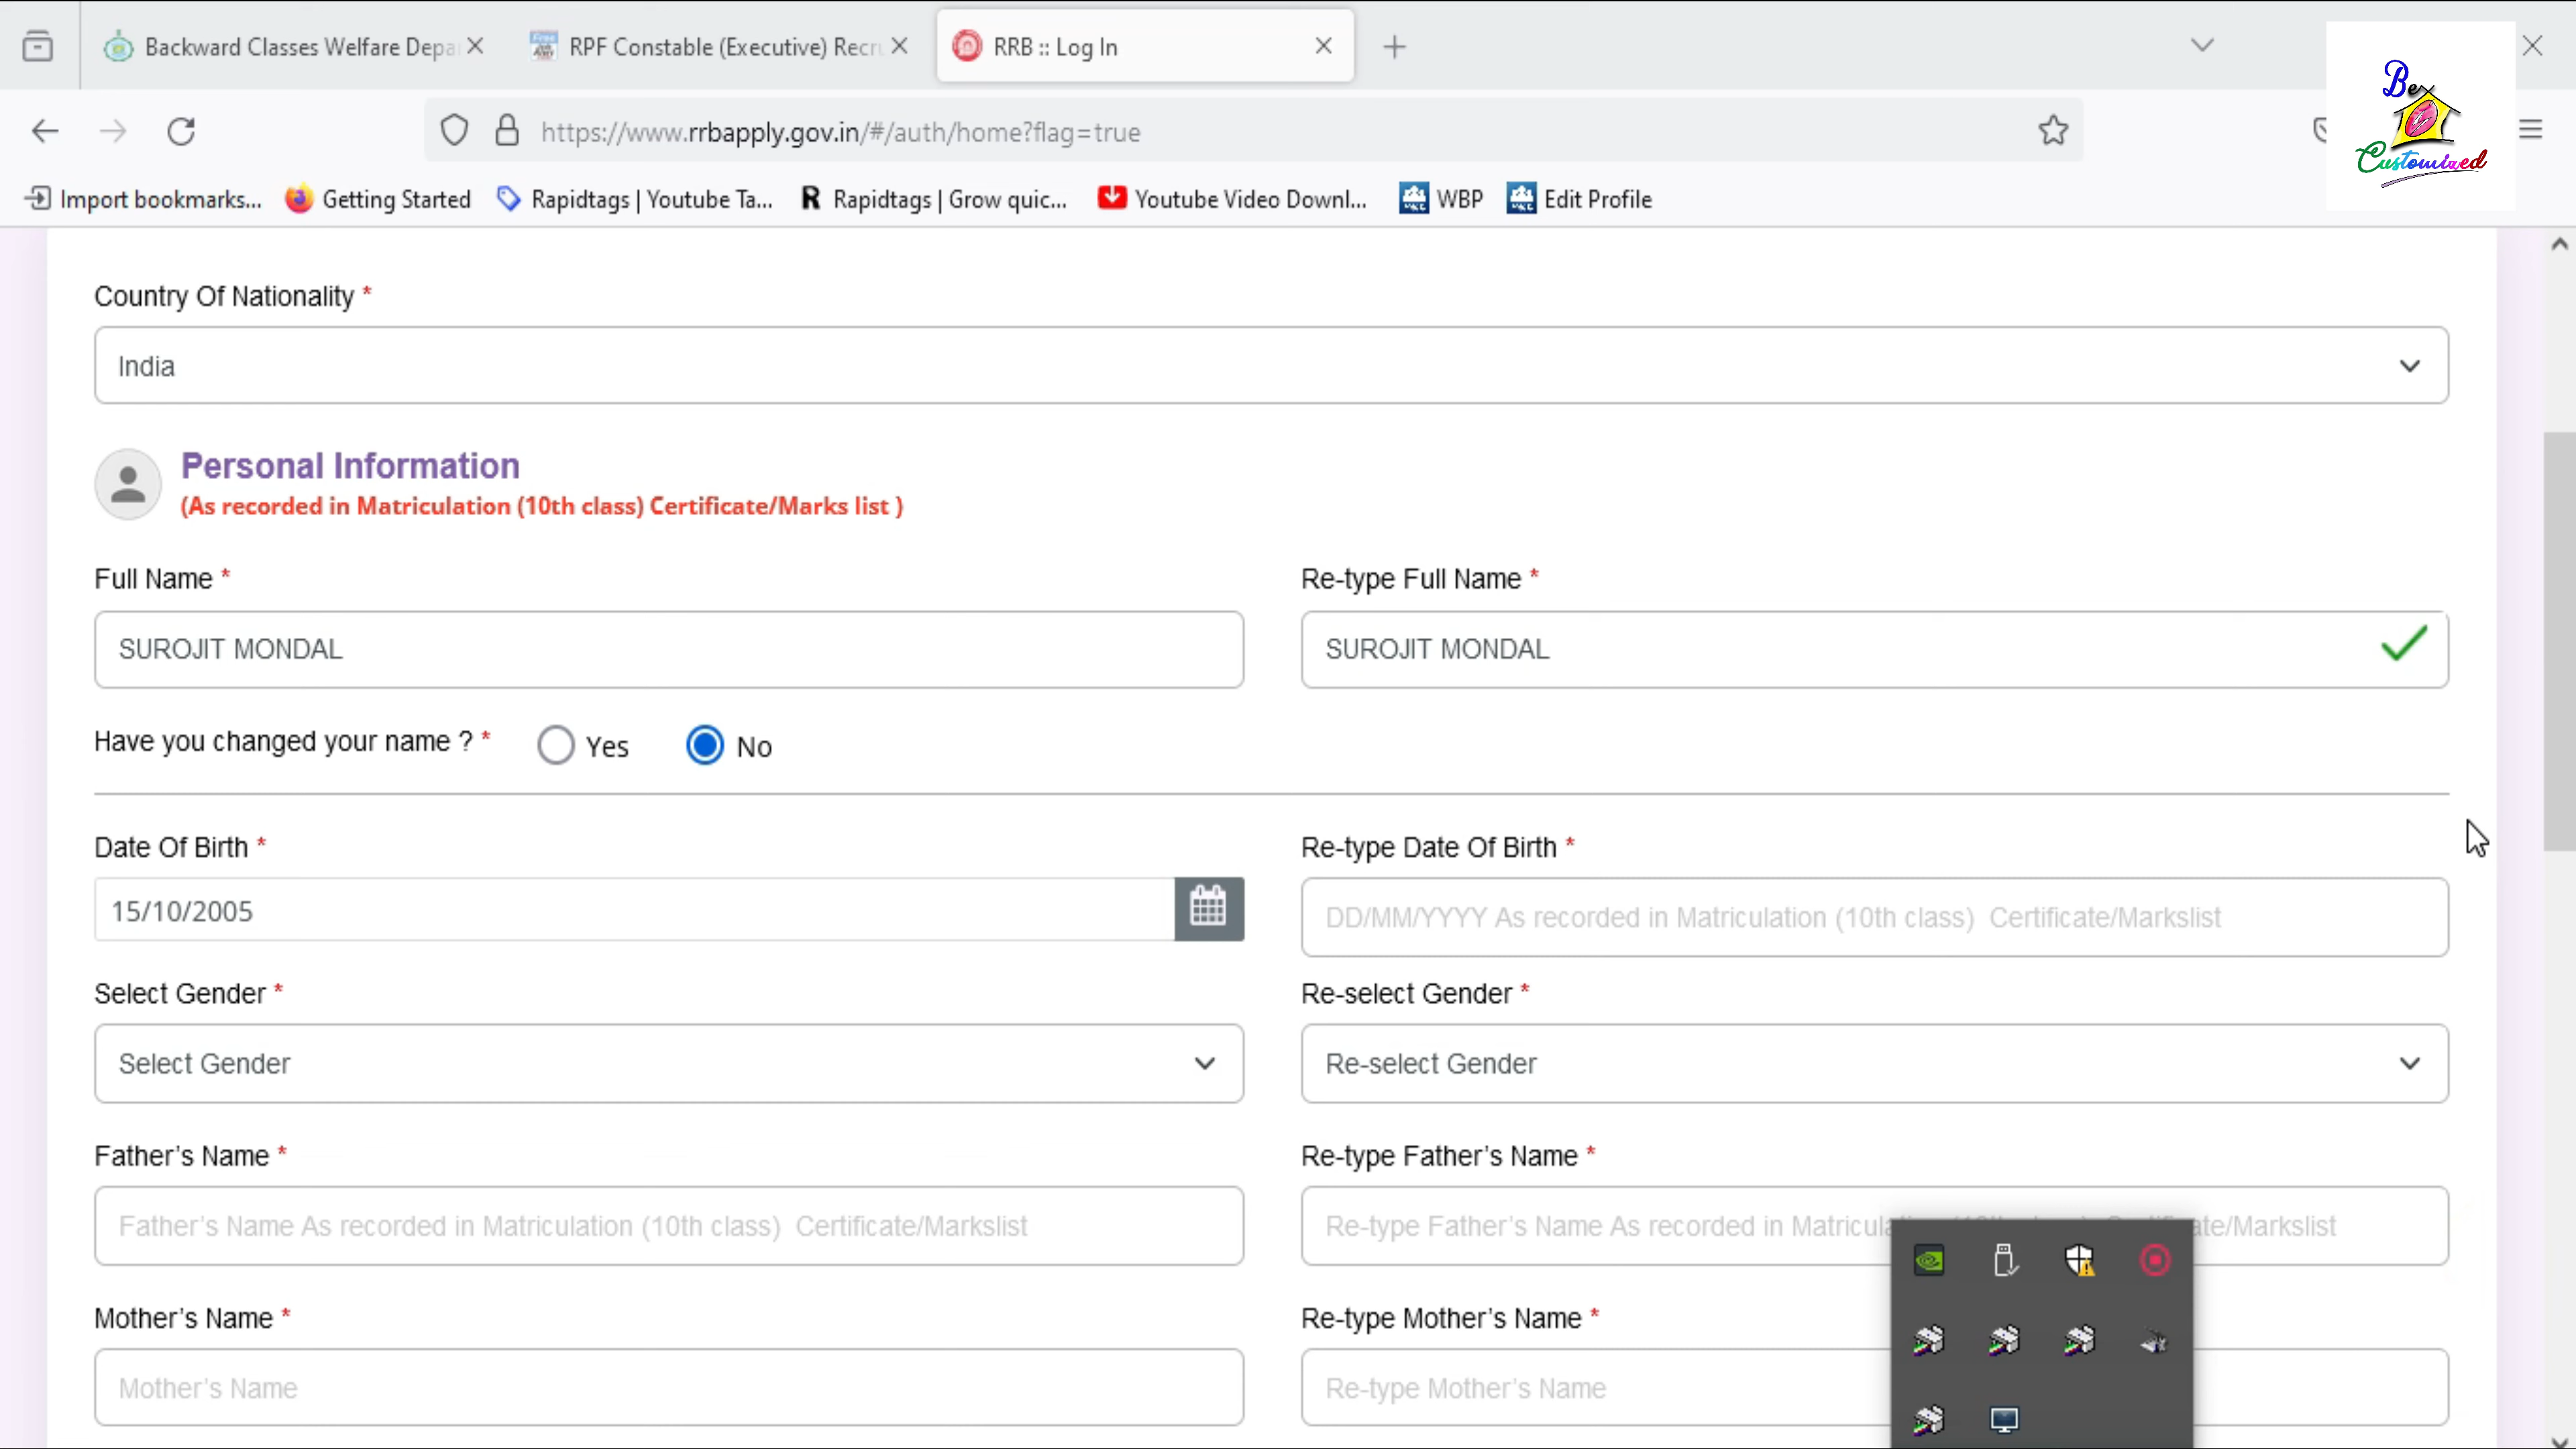 Backward Classes Welfare Depa
RPF Constable (Executive) Recru
RRB :: Log In
Bex
Customized
https://www.rrbapply.gov.in/#/auth/home?flag=true
Import bookmarks...
Getting Started
Rapidtags | Youtube Ta...
R Rapidtags | Grow quic...
Youtube Video Downl...
WBP
Edit Profile
Country Of Nationality *
India
Personal Information
(As recorded in Matriculation (10th class) Certificate/Marks list )
Full Name *
Re-type Full Name *
SUROJIT MONDAL
SUROJIT MONDAL
Have you changed your name ? *
Yes
No
Date Of Birth *
Re-type Date Of Birth *
15/10/2005
DD/MM/YYYY As recorded in Matriculation (10th class) Certificate/Markslist
Select Gender *
Re-select Gender *
Select Gender
Re-select Gender
Father's Name *
Re-type Father's Name *
Father's Name As recorded in Matriculation (10th class) Certificate/Markslist
Re-type Father's Name As recorded in Matricula ate/Markslist
Mother's Name *
Re-type Mother's Name *
Mother's Name
Re-type Mother's Name